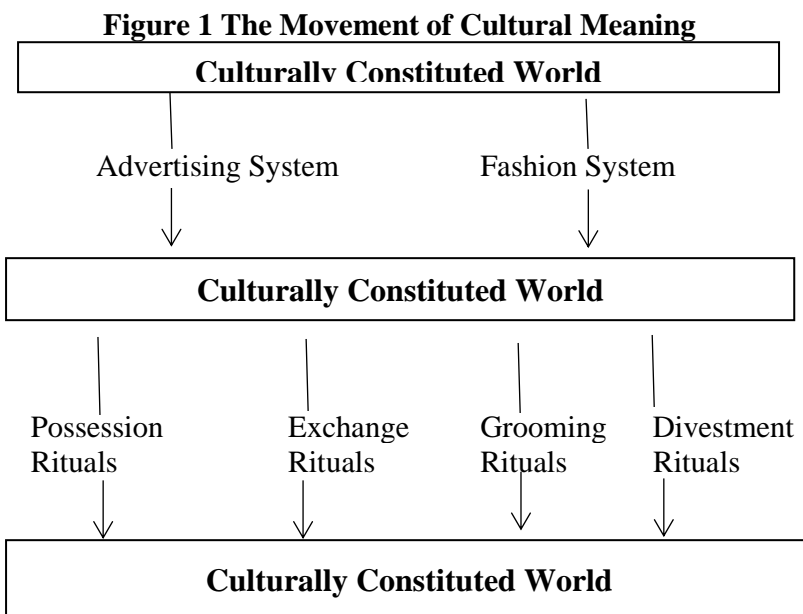 Figure 1 The Movement of Cultural Meaning
Culturally Constituted World
Advertising System Fashion System
Culturally Constituted World
Possession Exchange Grooming Divestment
Rituals Rituals Rituals Rituals
Culturally Constituted World